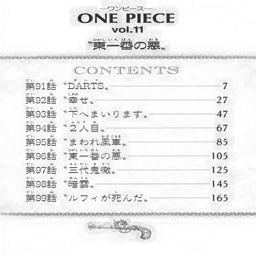 ーワンピースー
ONE PIECE
vol.11
〝東一番の悪〟
CONTENTS
第91話 〝DARTS〟 7
第92話 〝幸せ〟 27
第93話 〝下へまいります〟 47
第94話 〝2人目〟 67
第95話 〝まわれ風車〟 85
第96話 〝東一番の悪〟 105
第97話 〝三代鬼徹〟 125
第98話 〝暗雲〟 145
第99話 〝ルフィが死んだ〟 165